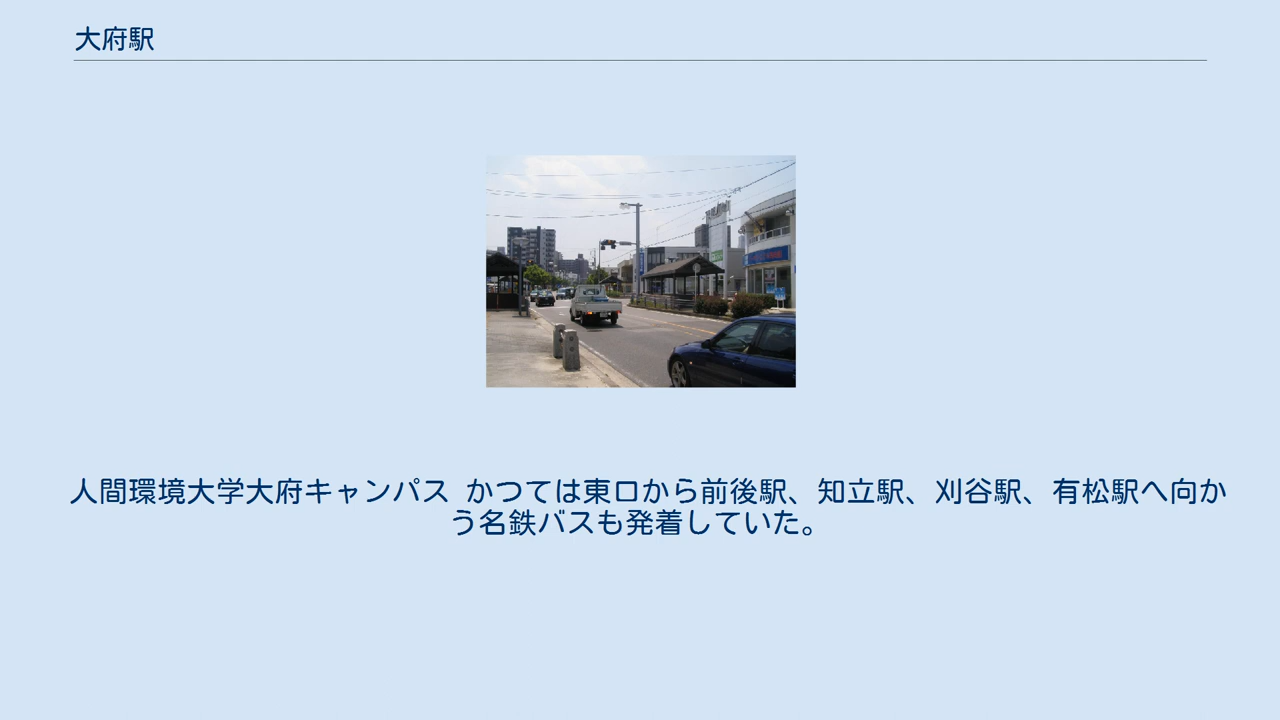 大府駅
人間環境大学大府キャンパス かつては東口から前後駅、知立駅、刈谷駅、有松駅へ向か
う名鉄バスも発着していた。